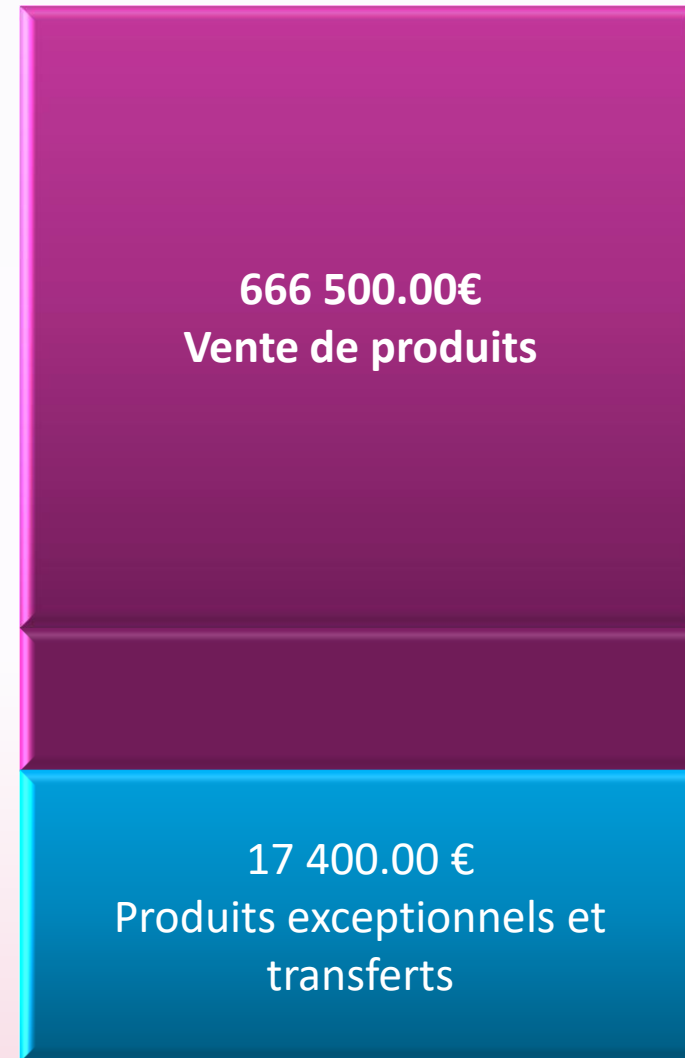 666 500.00€
Vente de produits
17 400.00 €
Produits exceptionnels et
transferts